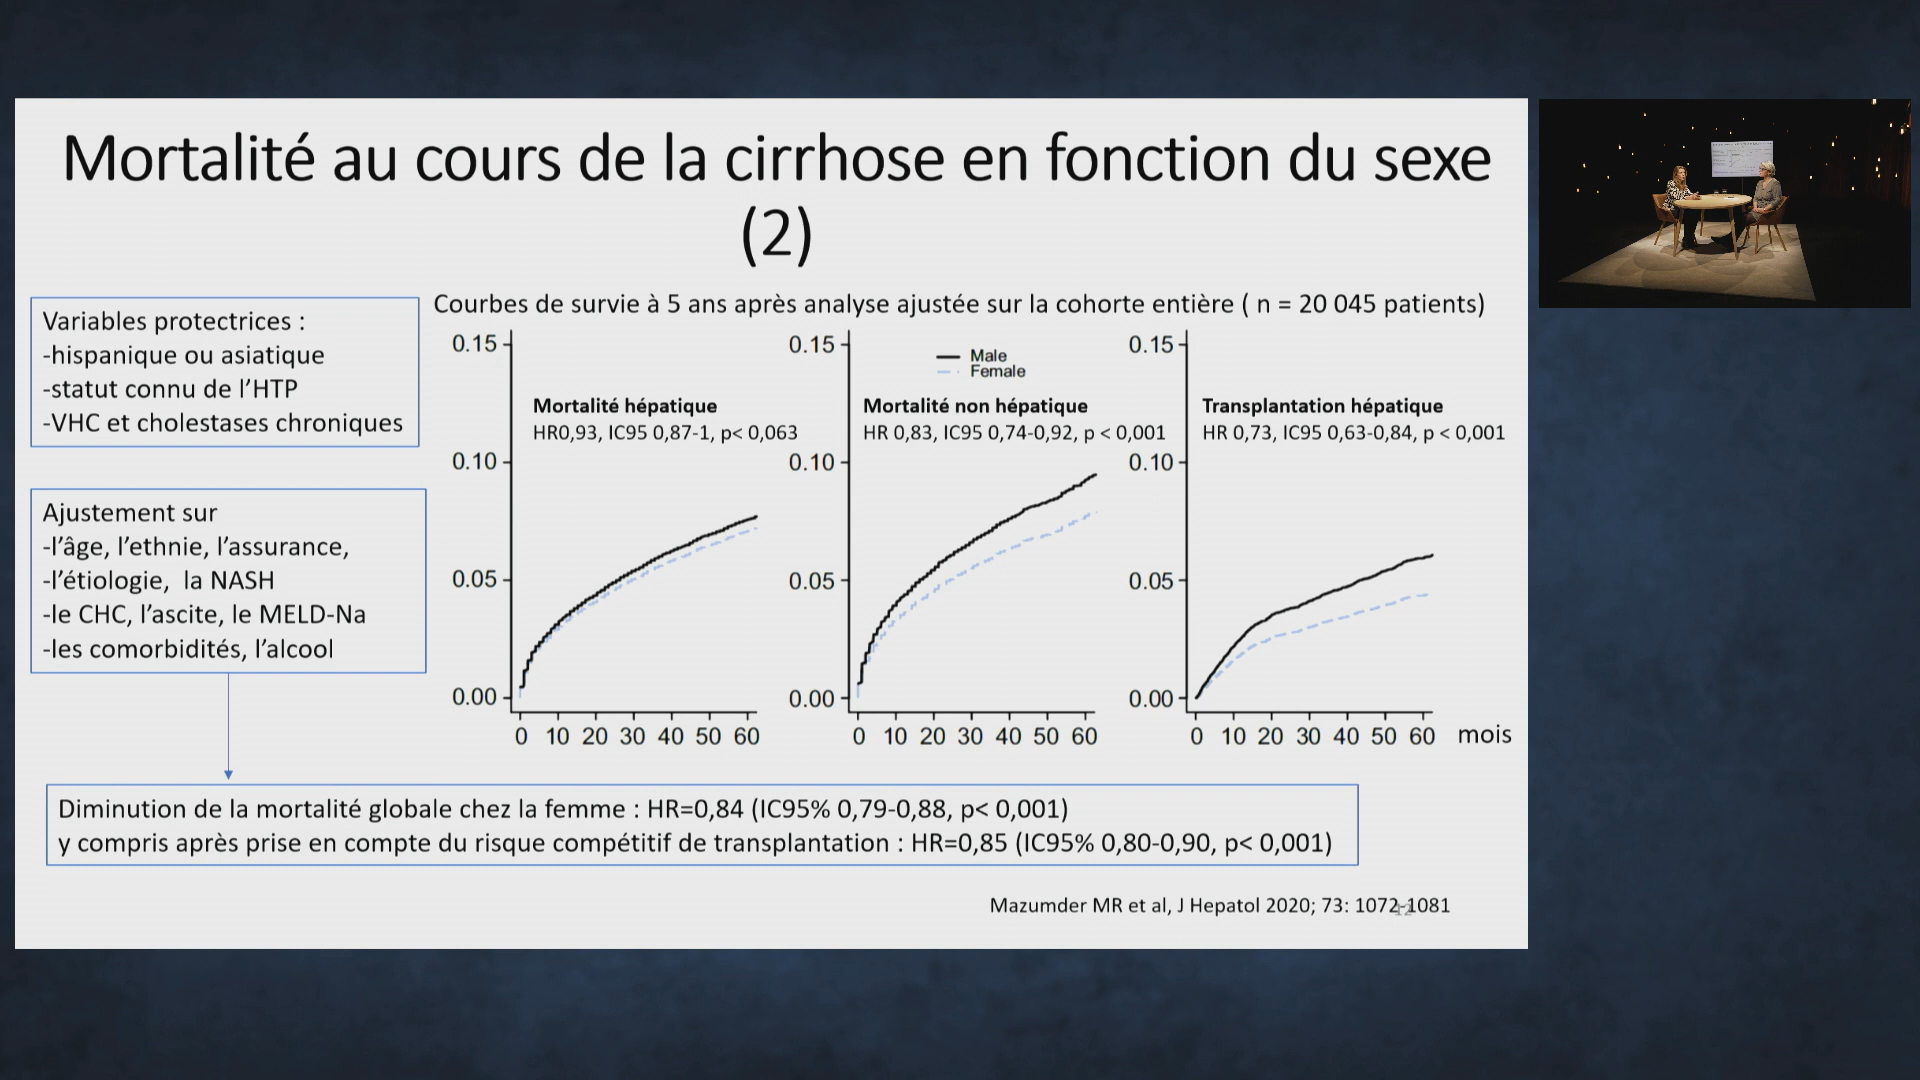 Mortalité au cours de la cirrhose en fonction du sexe
(2)
Variables protectrices :
-hispanique ou asiatique
-statut connu de l'HTP
-VHC et cholestases chroniques
Ajustement sur
-l'âge, l'ethnie, l'assurance,
-l'étiologie, la NASH
-le CHC, l'ascite, le MELD-Na
-les comorbidités, l'alcool
Courbes de survie à 5 ans après analyse ajustée sur la cohorte entière ( n = 20 045 patients)
0.15
0.10
0.05
0.00
Mortalité hépatique
HR0,93, IC95 0,87-1, p< 0,063
0 10 20 30 40 50 60
0.15
0.10
0.05
0.00
Male
Female
Mortalité non hépatique
HR 0,83, IC95 0,74-0,92, p < 0,001
0 10 20 30 40 50 60
0.15
0.10
0.05
0.00
Transplantation hépatique
HR 0,73, IC95 0,63-0,84, p < 0,001
0 10 20 30 40 50 60 mois
Diminution de la mortalité globale chez la femme : HR=0,84 (IC95% 0,79-0,88, p< 0,001)
y compris après prise en compte du risque compétitif de transplantation : HR=0,85 (IC95% 0,80-0,90, p< 0,001)
Mazumder MR et al, J Hepatol 2020; 73: 1072-1081
12